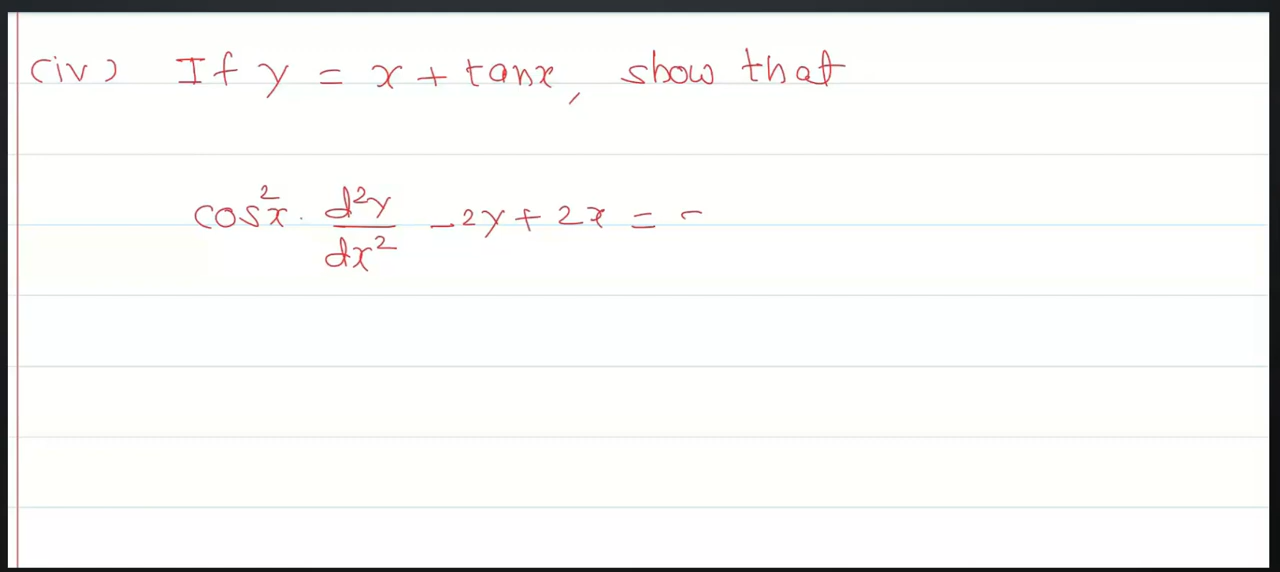 (iv) If y = x + tanx, show that
cos²x · d²y/dx² - 2y + 2x =